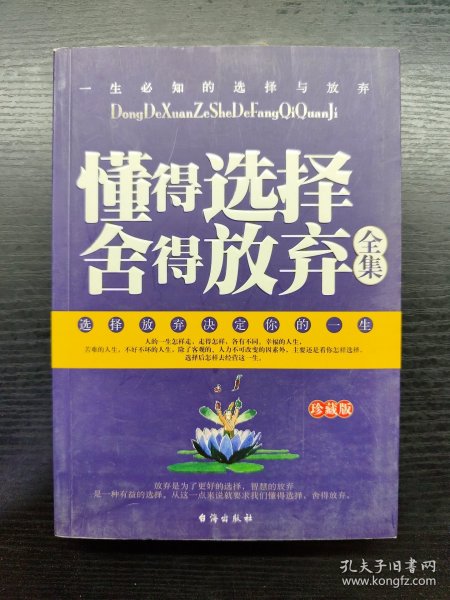 一生必知的选择与放弃
DongDeXuanZeSheDeFangQiQuanJi
懂得选择
舍得放弃
全集
选择放弃决定你的一生
人的一生怎样走，走得怎样，各有不同。幸福的人生，
苦难的人生，不好不坏的人生，除了客观的、人力不可改变的因素外，主要还是看你怎样选择，
选择后怎样去经营这一生。
珍藏版
放弃是为了更好的选择，智慧的放弃
是一种有益的选择。从这一点来说就要求我们懂得选择，舍得放弃。
台海出版社
孔夫子旧书网
www.kongfz.com